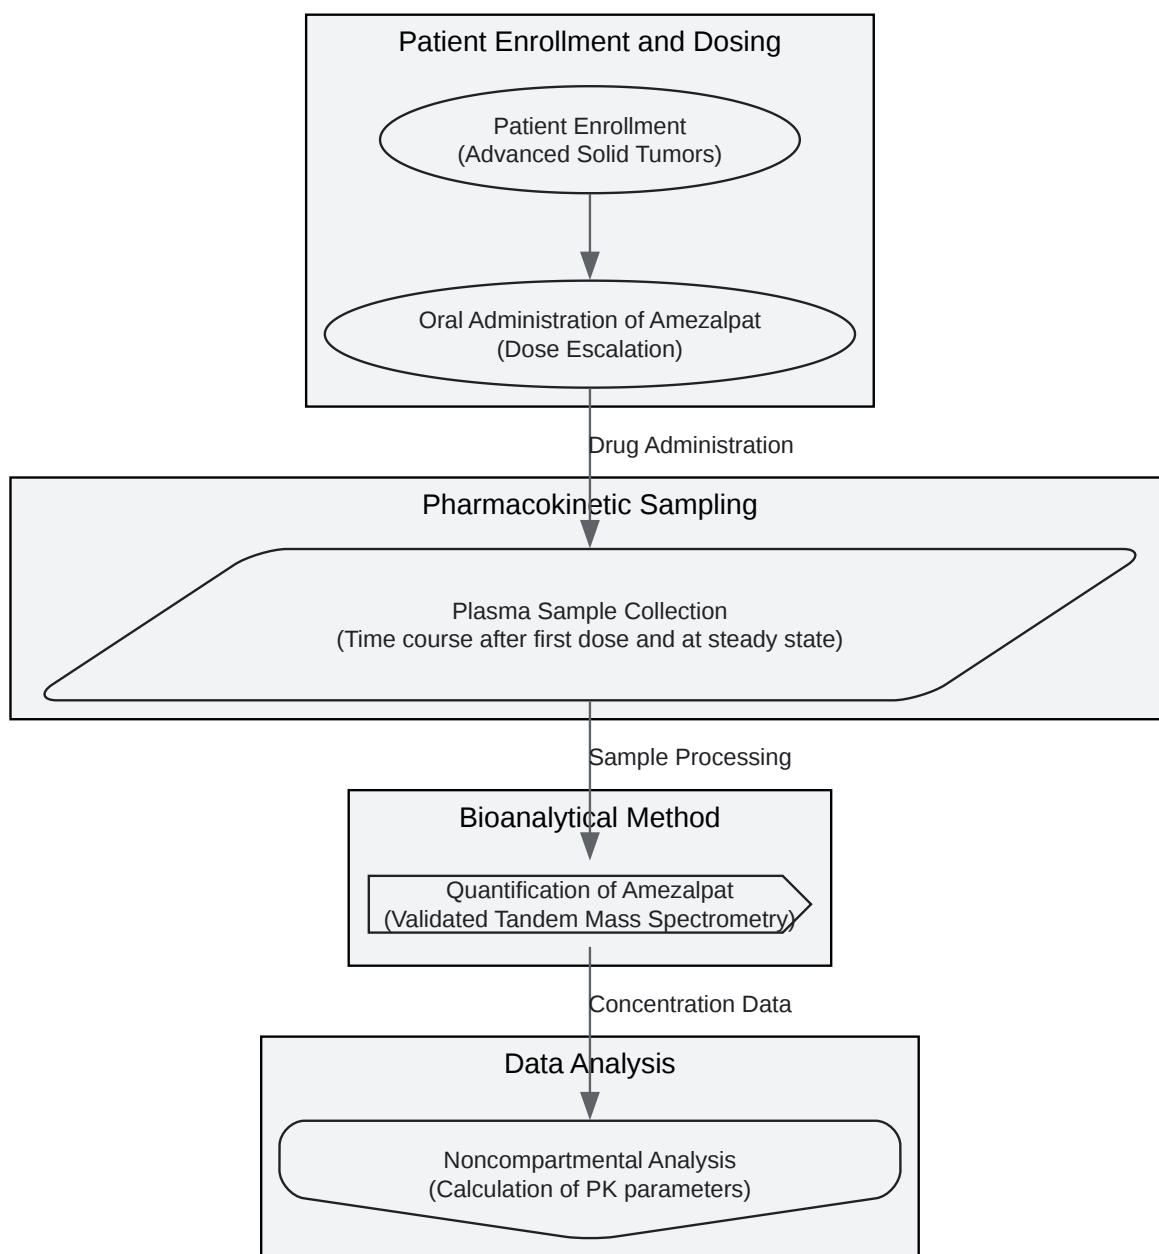 Patient Enrollment and Dosing
Patient Enrollment
(Advanced Solid Tumors)
Oral Administration of Amezalpat
(Dose Escalation)
Drug Administration
Pharmacokinetic Sampling
Plasma Sample Collection
(Time course after first dose and at steady state)
Sample Processing
Bioanalytical Method
Quantification of Amezalpat
(Validated Tandem Mass Spectrometry)
Concentration Data
Data Analysis
Noncompartmental Analysis
(Calculation of PK parameters)